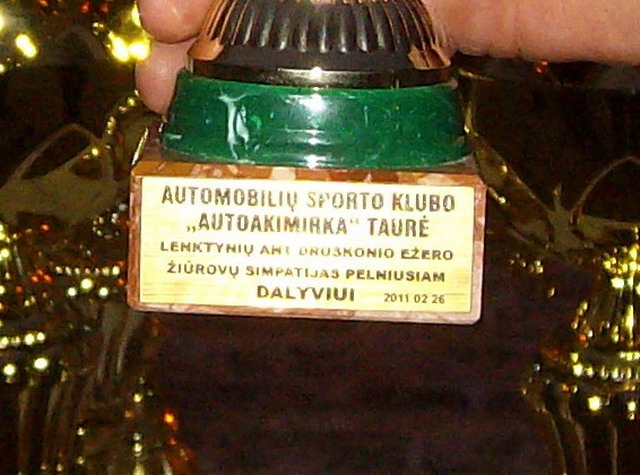 AUTOMOBILIŲ SPORTO KLUBO
„AUTOAKIMIRKA“ TAURĖ
LENKTYNIŲ ANT DRUSKONIO EŽERO
ŽIŪROVŲ SIMPATIJAS PELNIUSIAM
DALYVIUI 2011 02 26